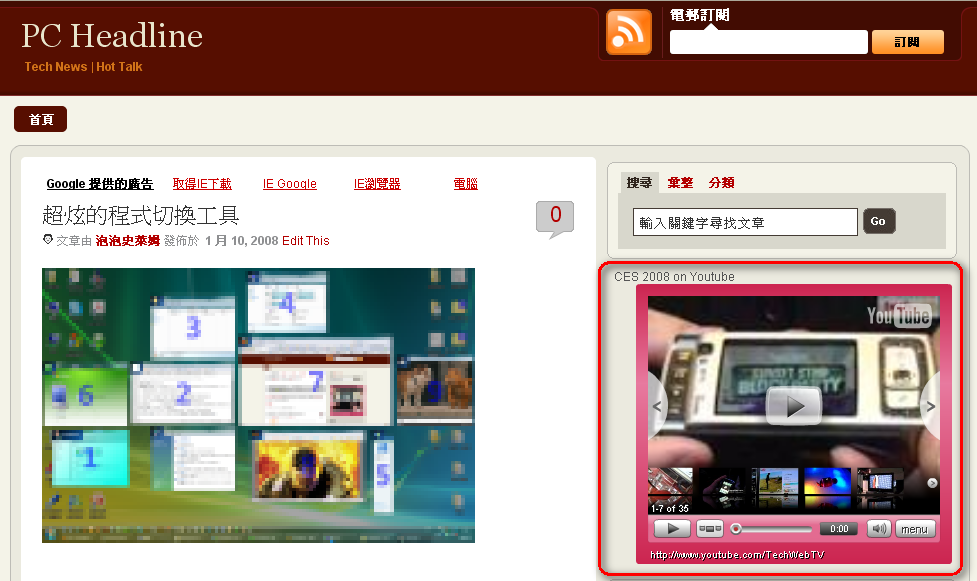 PC Headline
Tech News | Hot Talk
電郵訂閱
訂閱
首頁
Google 提供的廣告 取得IE下載 IE Google IE瀏覽器 電腦
超炫的程式切換工具
0
文章由 泡泡史萊姆 發佈於 1 月 10, 2008 Edit This
3
4
6
2
7
1
5
搜尋 彙整 分類
輸入關鍵字尋找文章
Go
CES 2008 on Youtube
YouTube
1-7 of 35
0:00
menu
http://www.youtube.com/TechWebTV